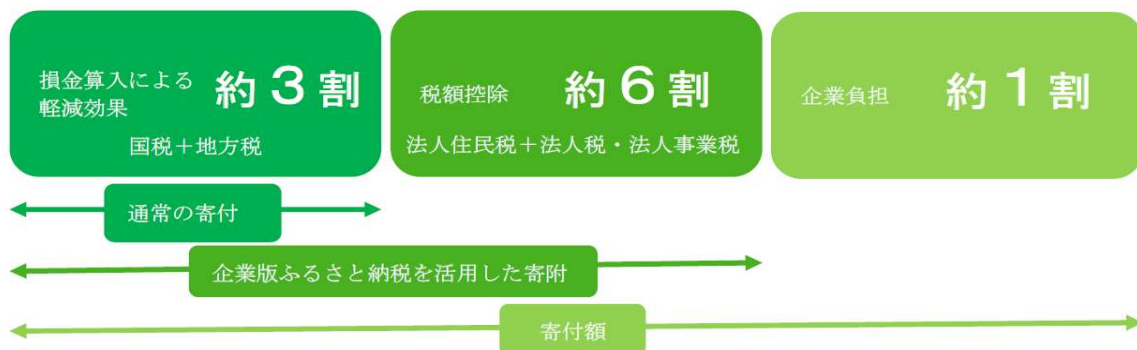 損金算入による
軽減効果
約3割
国税+地方税
税額控除
約6割
法人住民税+法人税・法人事業税
企業負担
約1割
通常の寄付
企業版ふるさと納税を活用した寄附
寄付額